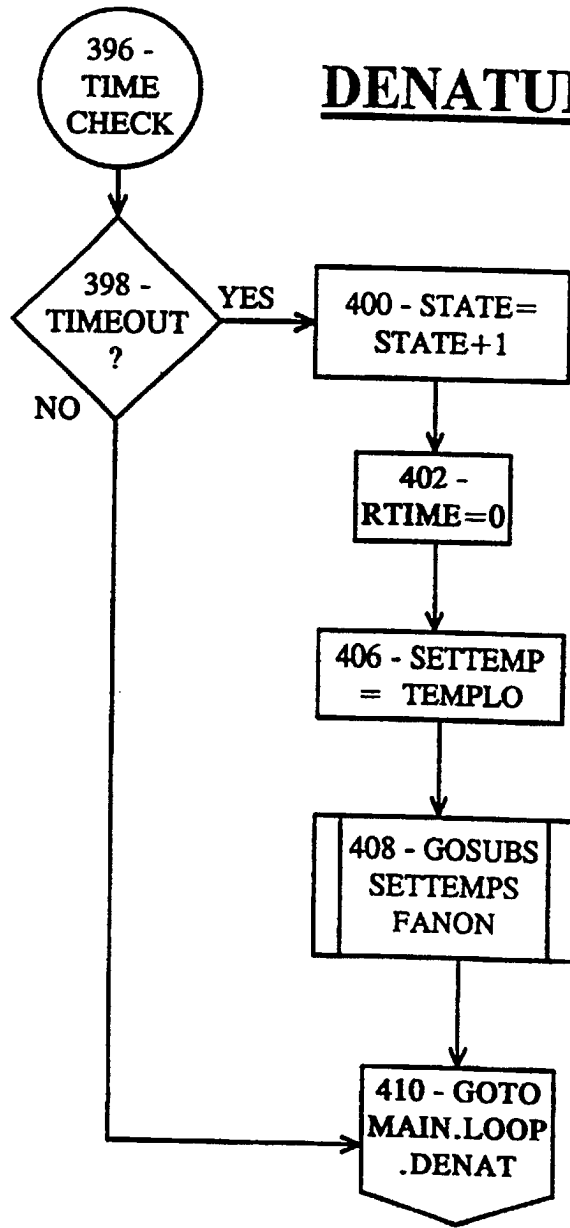 396 -
TIME
CHECK
398 -
TIMEOUT
?
YES
NO
400 - STATE=
STATE+1
402 -
RTIME=0
406 - SETTEMP
= TEMPLO
408 - GOSUBS
SETTEMPS
FANON
410 - GOTO
MAIN.LOOP
.DENAT